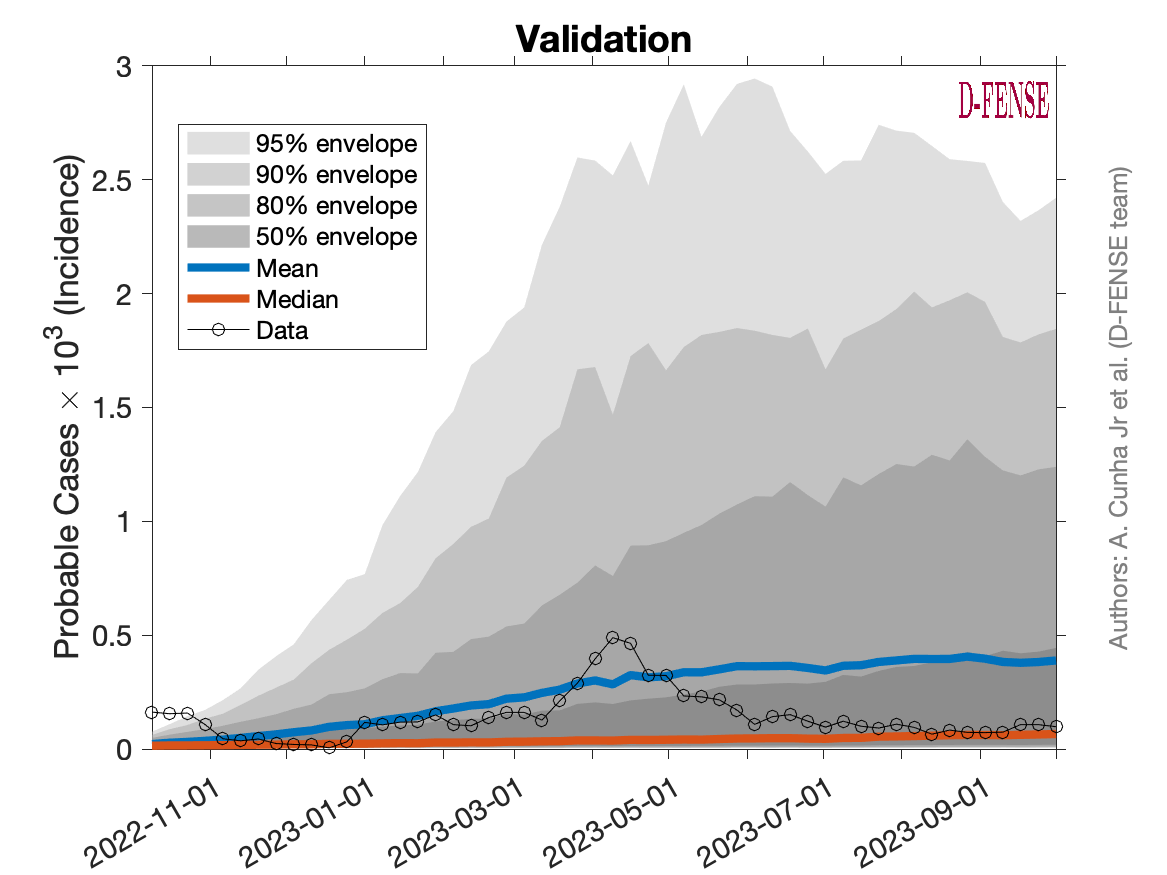 Validation
D-FENSE
95% envelope
90% envelope
80% envelope
50% envelope
Mean
Median
Data
Probable Cases × 10³ (Incidence)
3
2.5
2
1.5
1
0.5
0
2022-11-01
2023-01-01
2023-03-01
2023-05-01
2023-07-01
2023-09-01
Authors: A. Cunha Jr et al. (D-FENSE team)